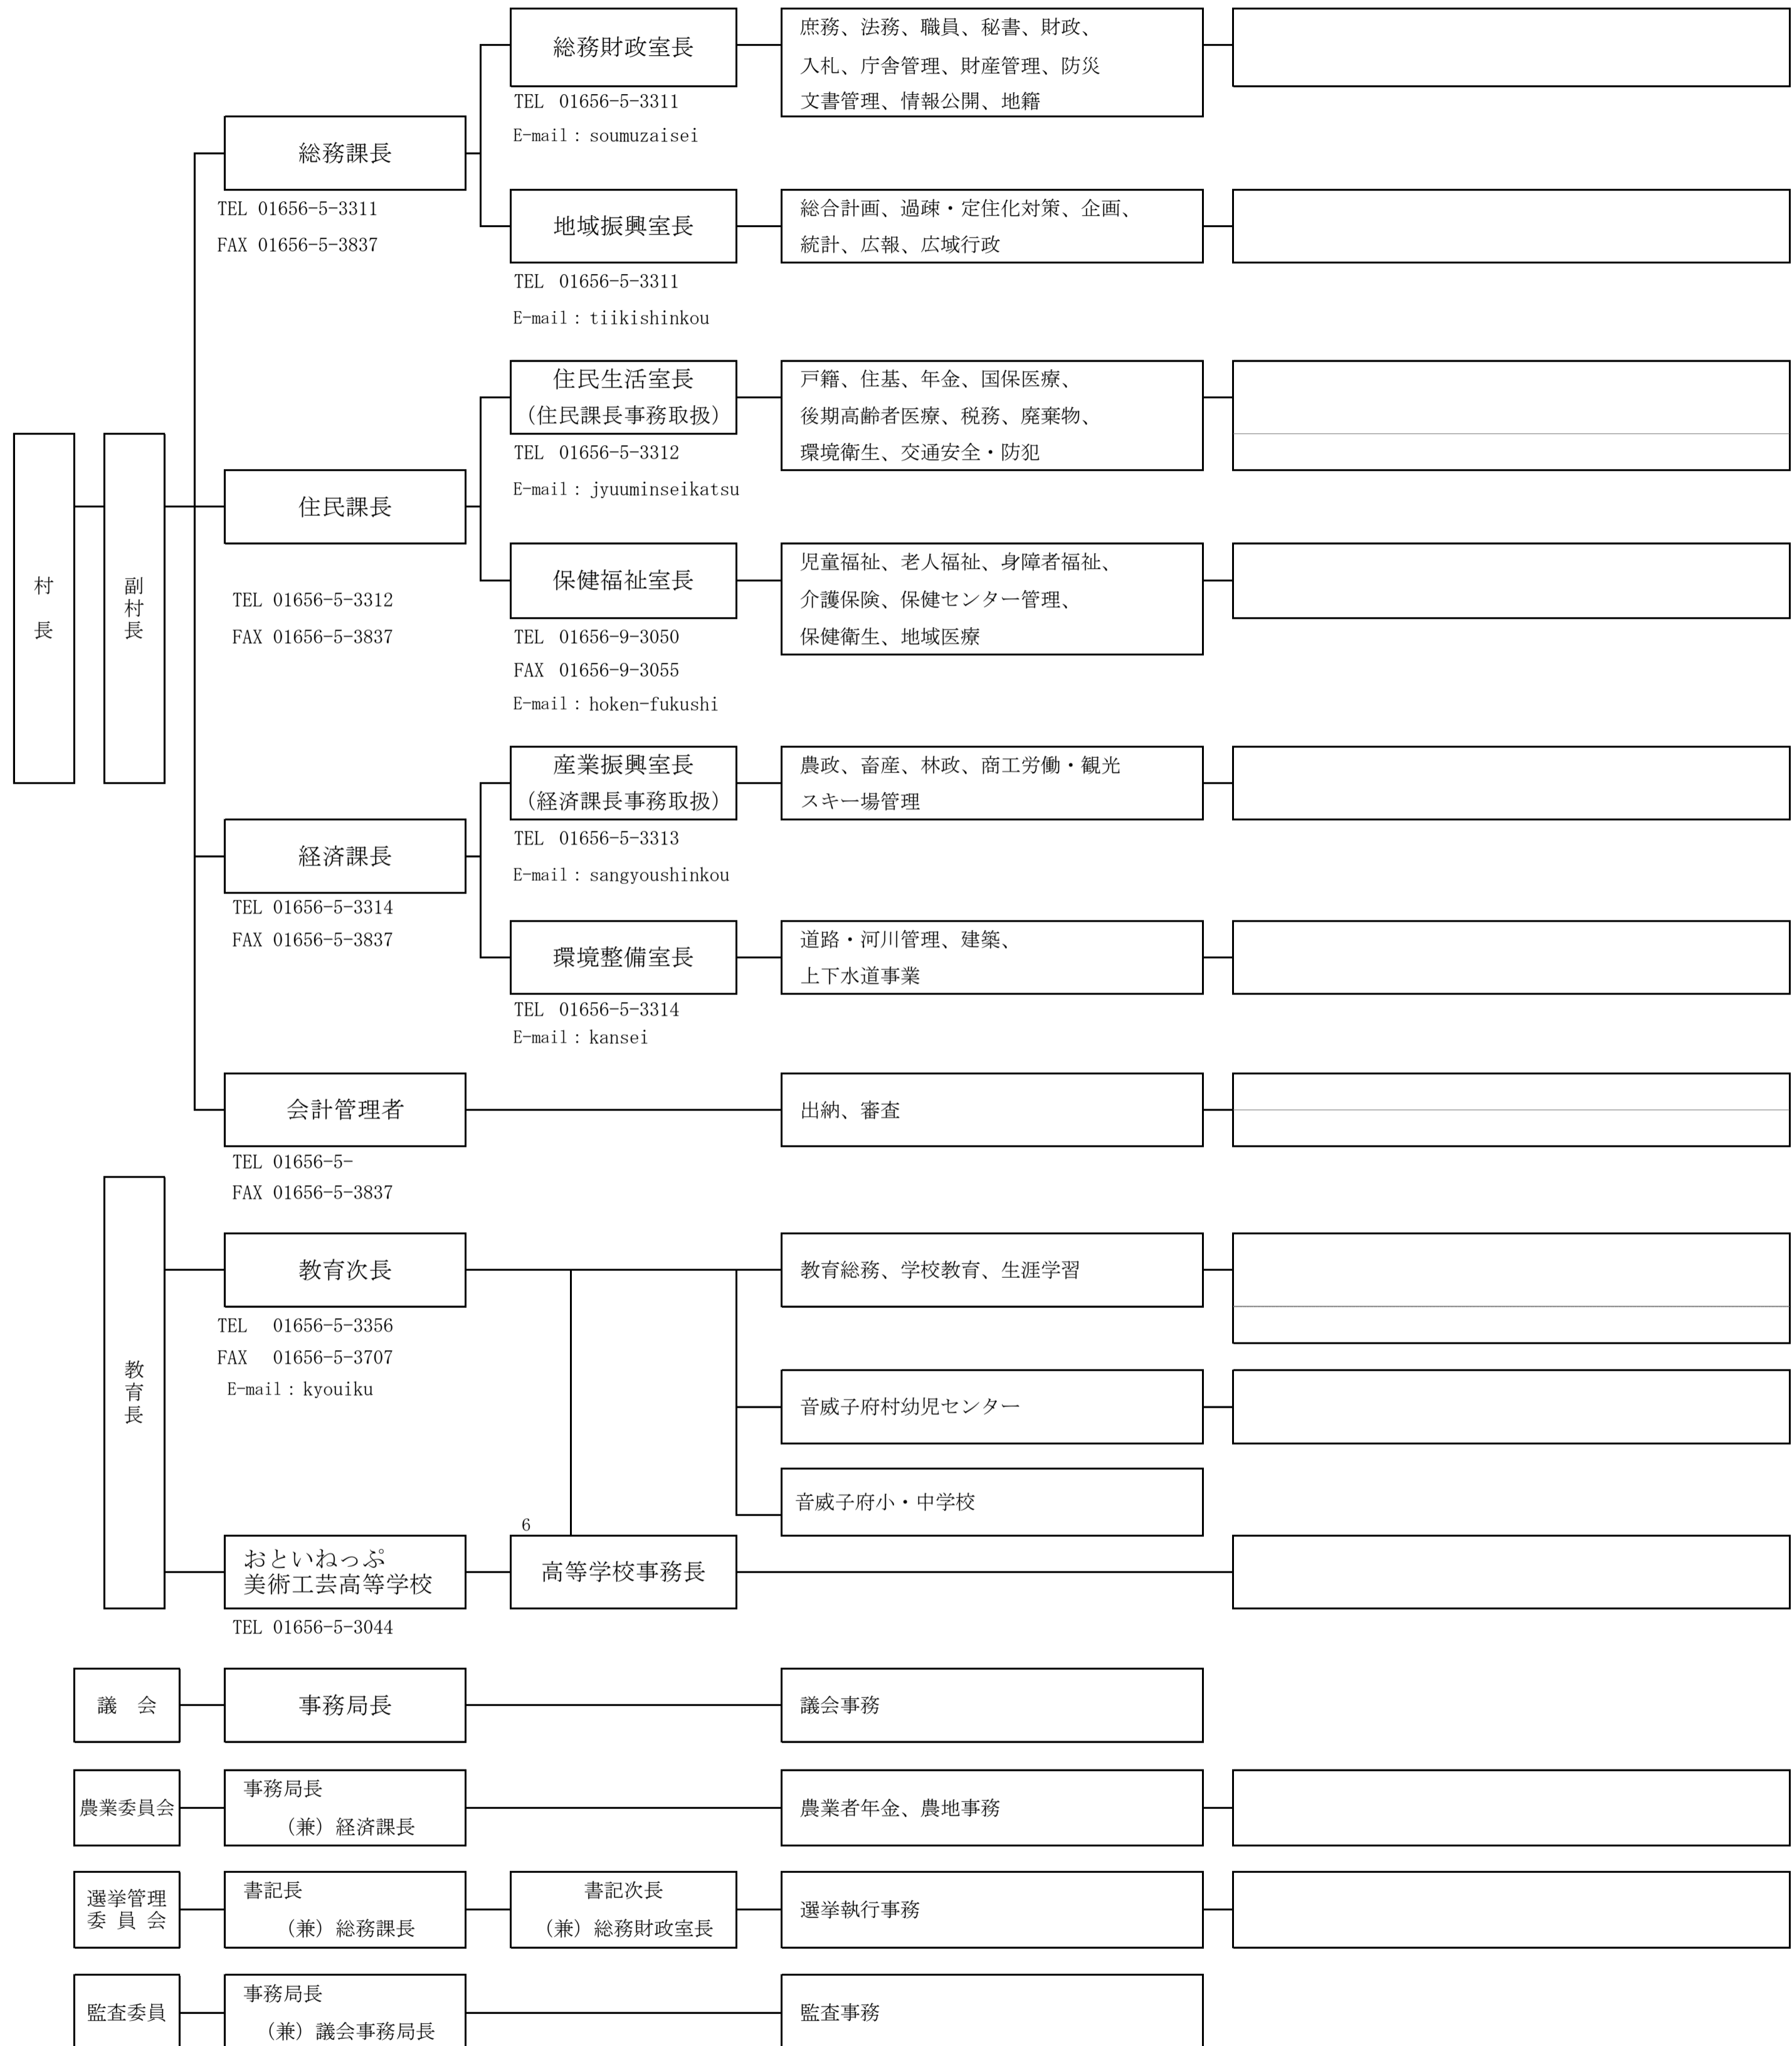 村長
副村長
総務課長
TEL 01656-5-3311
FAX 01656-5-3837
総務財政室長
TEL 01656-5-3311
E-mail：soumuzaisei
庶務、法務、職員、秘書、財政、
入札、庁舎管理、財産管理、防災
文書管理、情報公開、地籍
地域振興室長
TEL 01656-5-3311
E-mail：tiikishinkou
総合計画、過疎・定住化対策、企画、
統計、広報、広域行政
住民課長
TEL 01656-5-3312
FAX 01656-5-3837
住民生活室長
（住民課長事務取扱）
TEL 01656-5-3312
E-mail：jyuuminseikatsu
戸籍、住基、年金、国保医療、
後期高齢者医療、税務、廃棄物、
環境衛生、交通安全・防犯
保健福祉室長
TEL 01656-9-3050
FAX 01656-9-3055
E-mail：hoken-fukushi
児童福祉、老人福祉、身障者福祉、
介護保険、保健センター管理、
保健衛生、地域医療
経済課長
TEL 01656-5-3314
FAX 01656-5-3837
産業振興室長
（経済課長事務取扱）
TEL 01656-5-3313
E-mail：sangyoushinkou
農政、畜産、林政、商工労働・観光
スキー場管理
環境整備室長
TEL 01656-5-3314
E-mail：kansei
道路・河川管理、建築、
上下水道事業
会計管理者
TEL 01656-5-
FAX 01656-5-3837
出納、審査
教育長
教育次長
TEL 01656-5-3356
FAX 01656-5-3707
E-mail：kyouiku
教育総務、学校教育、生涯学習
音威子府村幼児センター
音威子府小・中学校
おといねっぷ
美術工芸高等学校
TEL 01656-5-3044
6
高等学校事務長
議　会
事務局長
議会事務
農業委員会
事務局長
（兼）経済課長
農業者年金、農地事務
選挙管理
委 員 会
書記長
（兼）総務課長
書記次長
（兼）総務財政室長
選挙執行事務
監査委員
事務局長
（兼）議会事務局長
監査事務